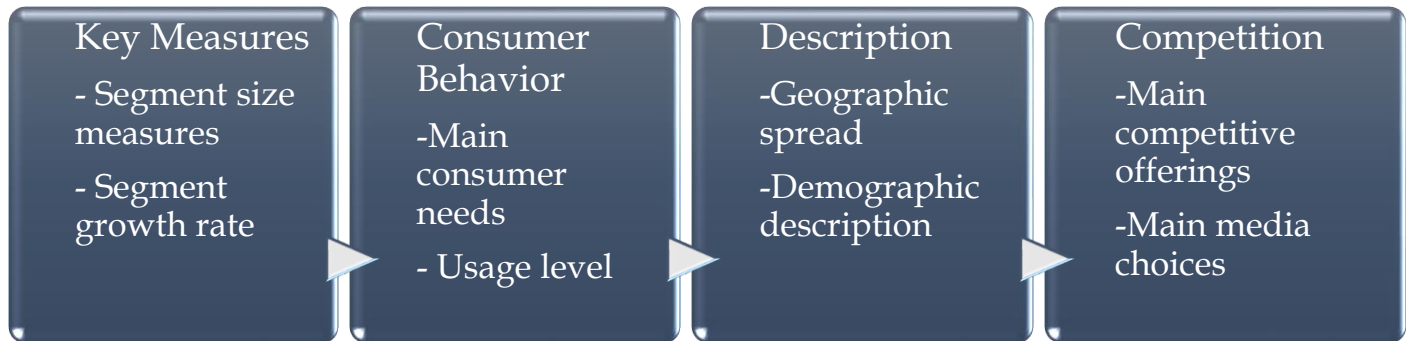 Key Measures
- Segment size
measures
- Segment
growth rate
Consumer
Behavior
-Main
consumer
needs
- Usage level
Description
-Geographic
spread
-Demographic
description
Competition
-Main
competitive
offerings
-Main media
choices